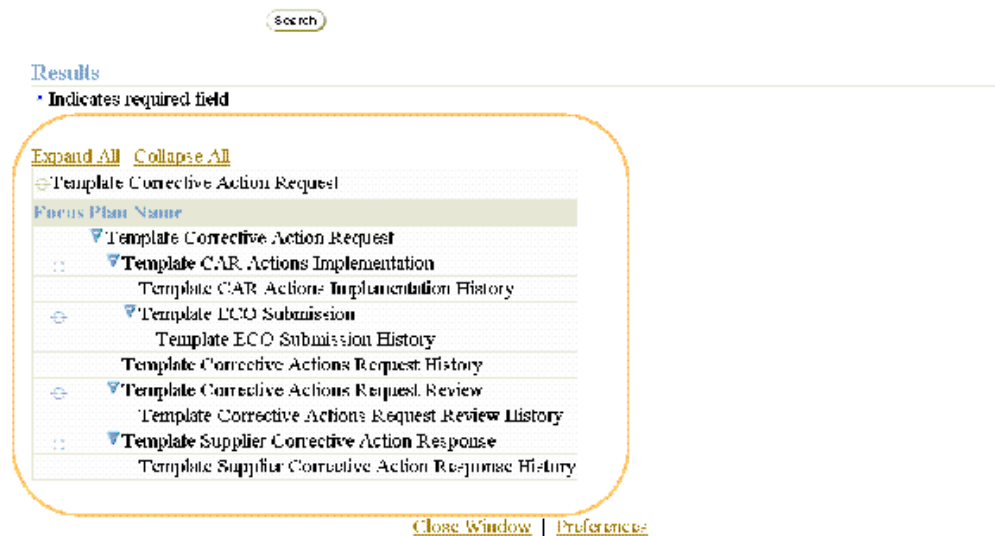 Search
Results
* Indicates required field
Expand All Collapse All
Template Corrective Action Request
Focus Plan Name
Template Corrective Action Request
Template CAR Actions Implementation
Template CAR Actions Implementation History
Template ECO Submission
Template ECO Submission History
Template Corrective Actions Request History
Template Corrective Actions Request Review
Template Corrective Actions Request Review History
Template Supplier Corrective Action Response
Template Supplier Corrective Action Response History
Close Window | Preferences